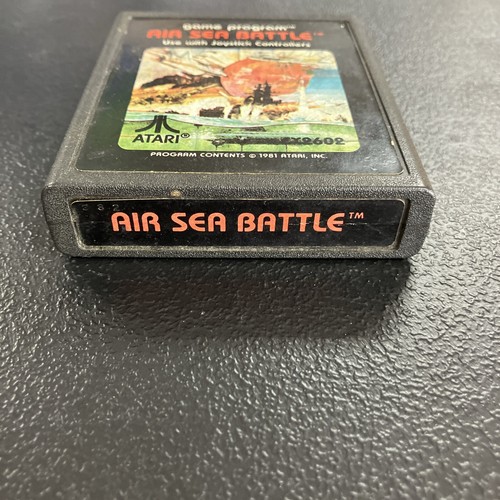 game program™
AIR SEA BATTLE™
Use with Joystick Controllers
ATARI®
PROGRAM CONTENTS © 1981 ATARI, INC.
AIR SEA BATTLE™